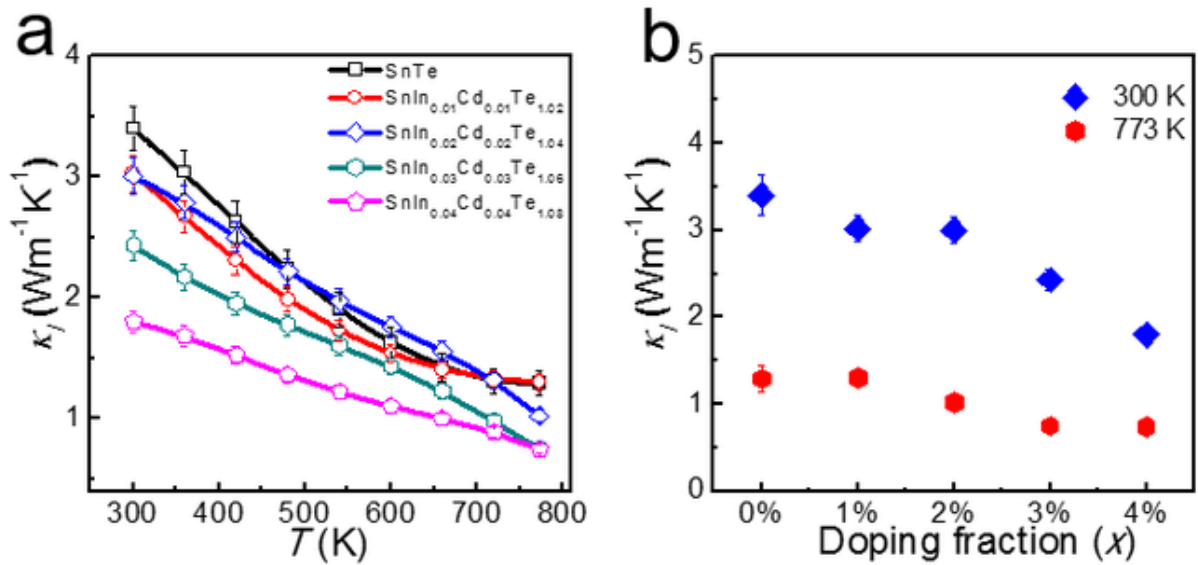 a
4
3
2
1
κl (Wm-1K-1)
300 400 500 600 700 800
T (K)
SnTe
SnIn0.01Cd0.01Te1.02
SnIn0.02Cd0.02Te1.04
SnIn0.03Cd0.03Te1.06
SnIn0.04Cd0.04Te1.08
b
5
4
3
2
1
0
κl (Wm-1K-1)
0% 1% 2% 3% 4%
Doping fraction (x)
300 K
773 K